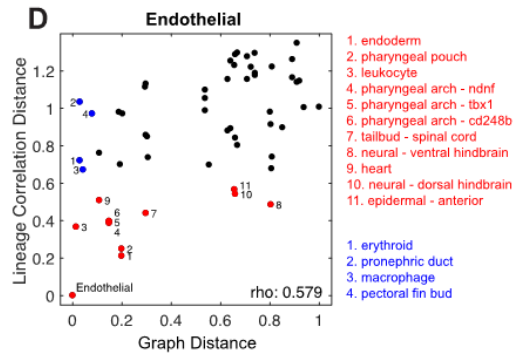 D
Endothelial
Lineage Correlation Distance
1.2
1
0.8
0.6
0.4
0.2
0
2
4
1
3
9
3
6
5
4
7
2
1
11
10
8
Endothelial
rho: 0.579
0
0.2
0.4
0.6
0.8
1
Graph Distance
1. endoderm
2. pharyngeal pouch
3. leukocyte
4. pharyngeal arch - ndnf
5. pharyngeal arch - tbx1
6. pharyngeal arch - cd248b
7. tailbud - spinal cord
8. neural - ventral hindbrain
9. heart
10. neural - dorsal hindbrain
11. epidermal - anterior
1. erythroid
2. pronephric duct
3. macrophage
4. pectoral fin bud